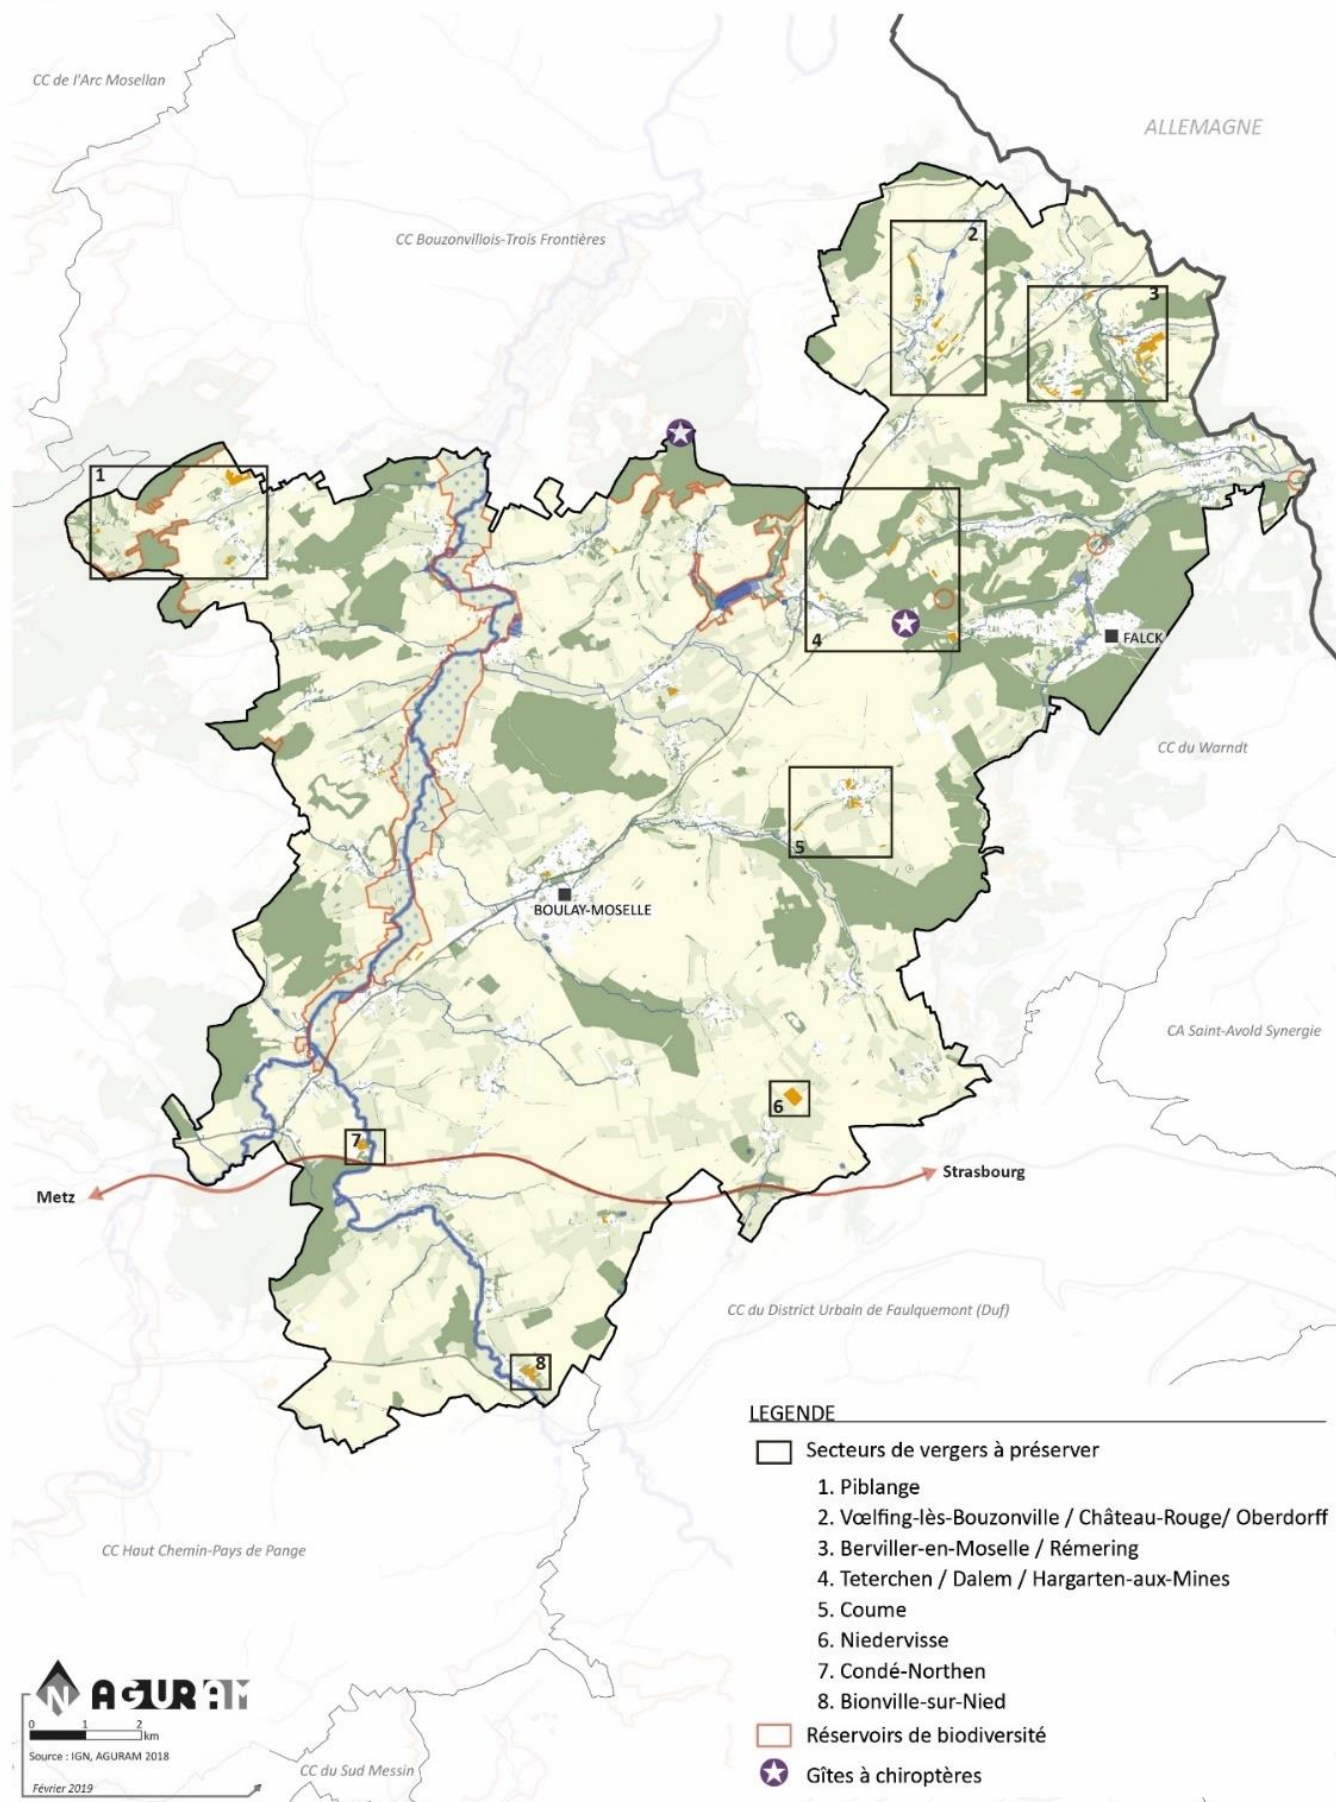 CC de l'Arc Mosellan
ALLEMAGNE
CC Bouzonvillois-Trois Frontières
2
3
1
4
FALCK
CC du Warndt
5
BOULAY-MOSELLE
CA Saint-Avold Synergie
6
7
Metz
Strasbourg
CC du District Urbain de Faulquemont (Duf)
8
LEGENDE
Secteurs de vergers à préserver
1. Piblange
2. Vœlfing-lès-Bouzonville / Château-Rouge/ Oberdorff
3. Berviller-en-Moselle / Rémering
4. Teterchen / Dalem / Hargarten-aux-Mines
5. Coume
6. Niedervisse
7. Condé-Northen
8. Bionville-sur-Nied
Réservoirs de biodiversité
Gîtes à chiroptères
CC Haut Chemin-Pays de Pange
N AGURAM
0 1 2
km
Source : IGN, AGURAM 2018
Février 2019
CC du Sud Messin